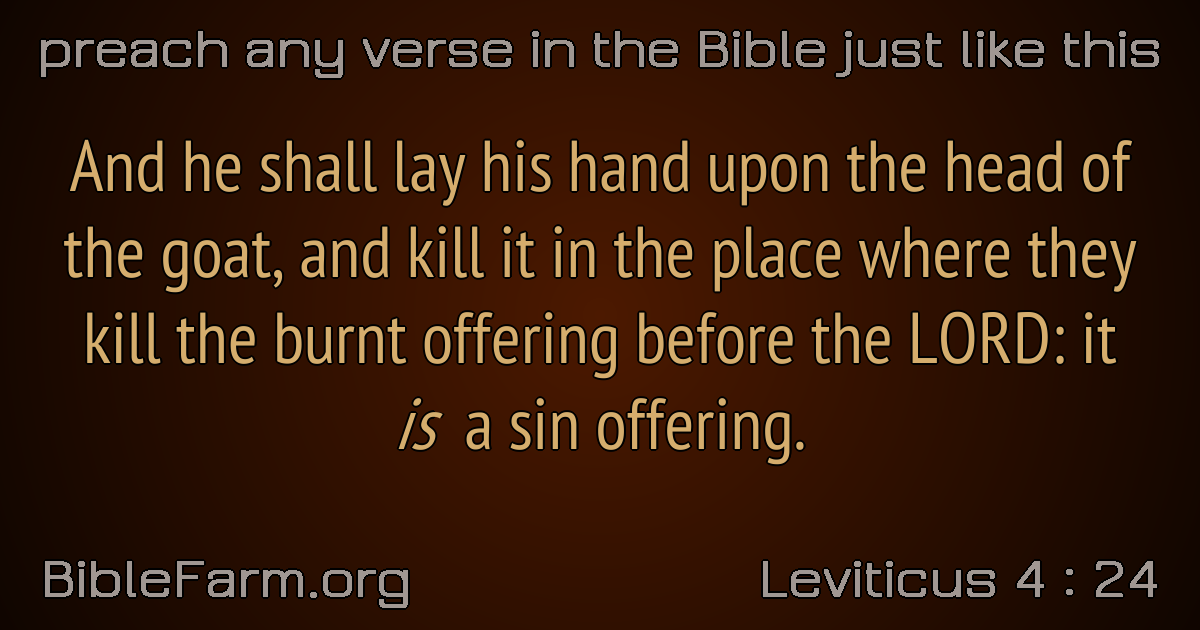 preach any verse in the Bible just like this
And he shall lay his hand upon the head of
the goat, and kill it in the place where they
kill the burnt offering before the LORD: it
is a sin offering.
BibleFarm.org
Leviticus 4 : 24